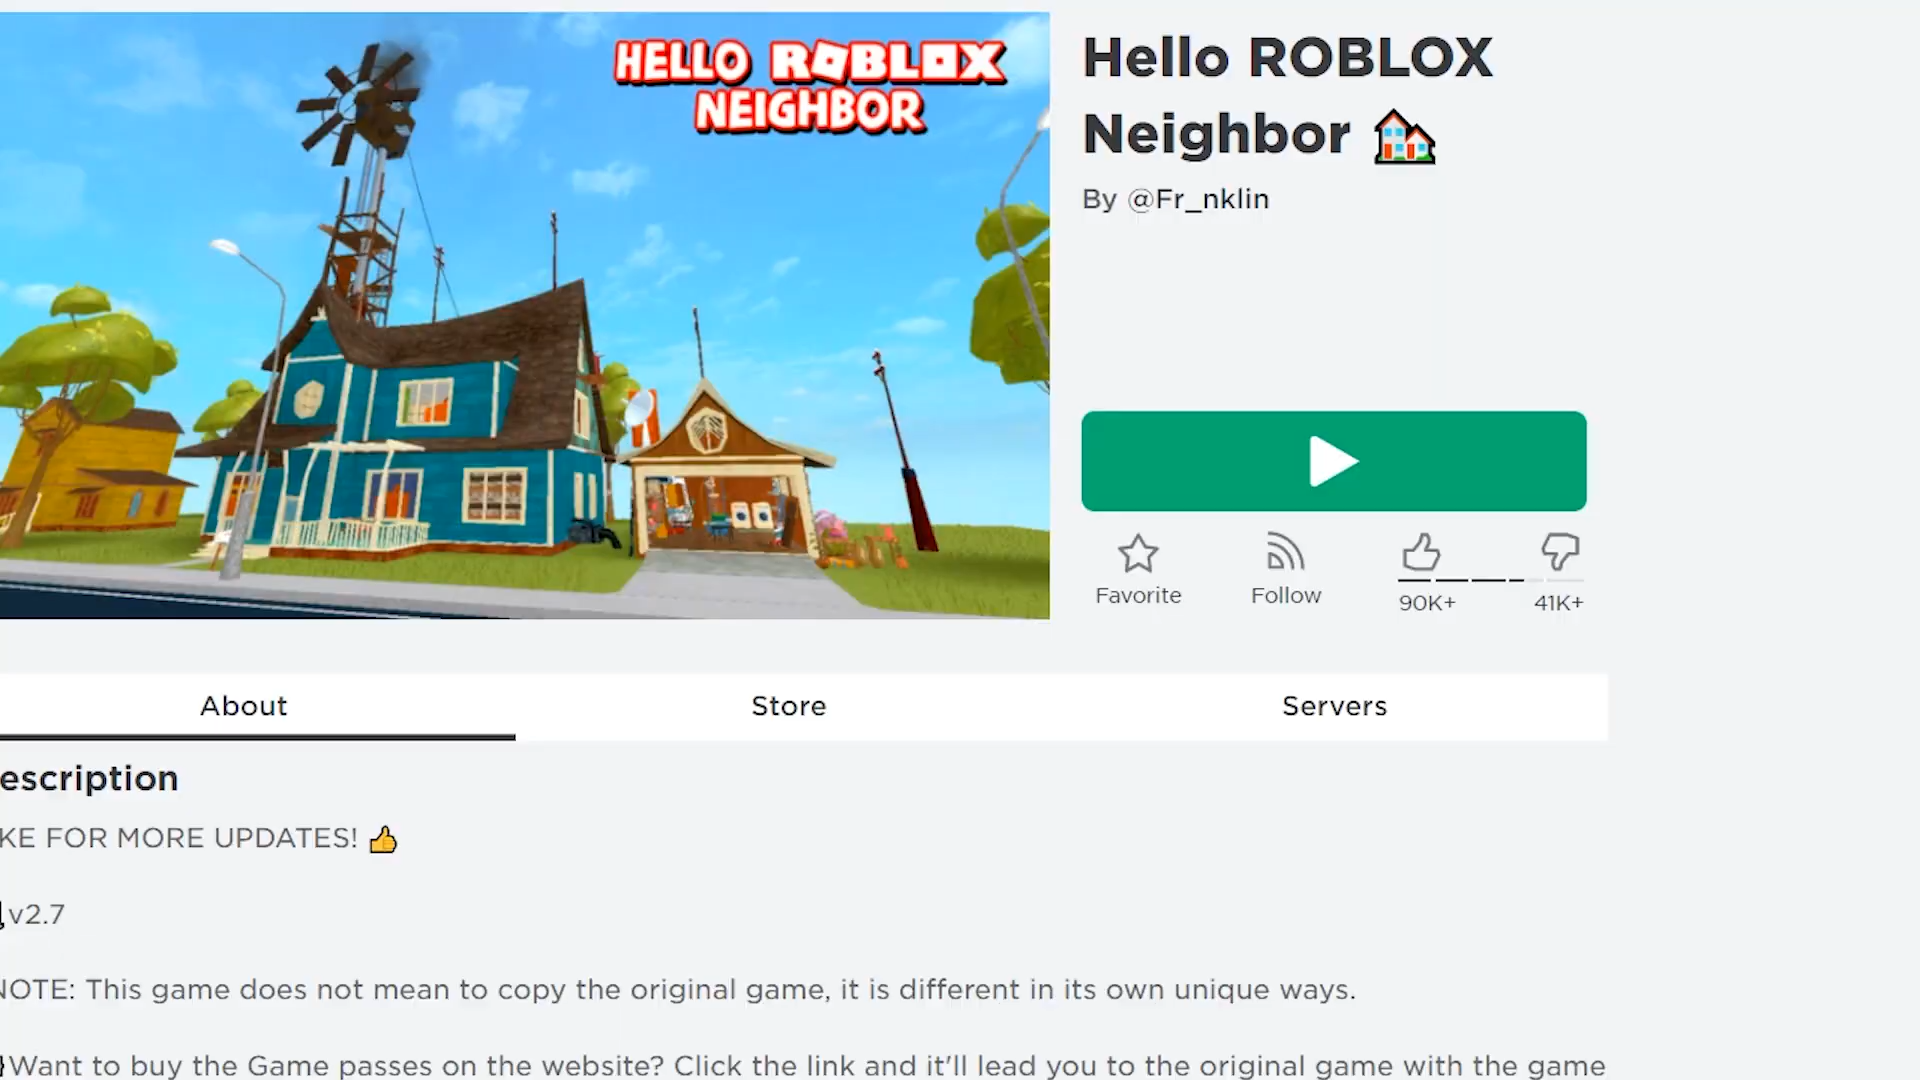 HELLO ROBLOX
NEIGHBOR
Hello ROBLOX
Neighbor
By @Fr_nklin
Favorite
Follow
90K+
41K+
About
Store
Servers
escription
KE FOR MORE UPDATES!
v2.7
NOTE: This game does not mean to copy the original game, it is different in its own unique ways.
Want to buy the Game passes on the website? Click the link and it'll lead you to the original game with the game